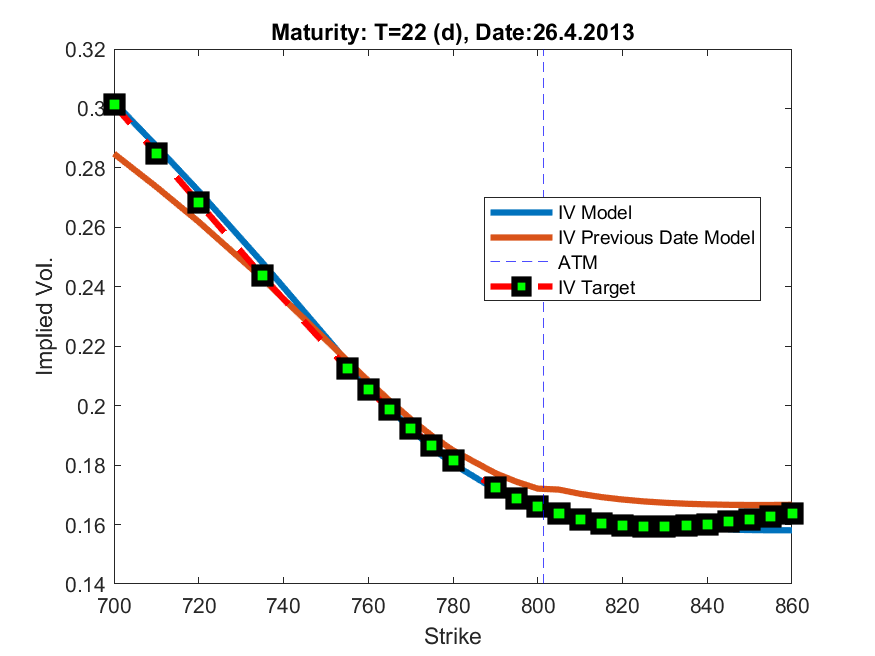 Maturity: T=22 (d), Date:26.4.2013
0.32
0.3
0.28
0.26
0.24
0.22
0.2
0.18
0.16
0.14
Implied Vol.
IV Model
IV Previous Date Model
ATM
IV Target
700 720 740 760 780 800 820 840 860
Strike